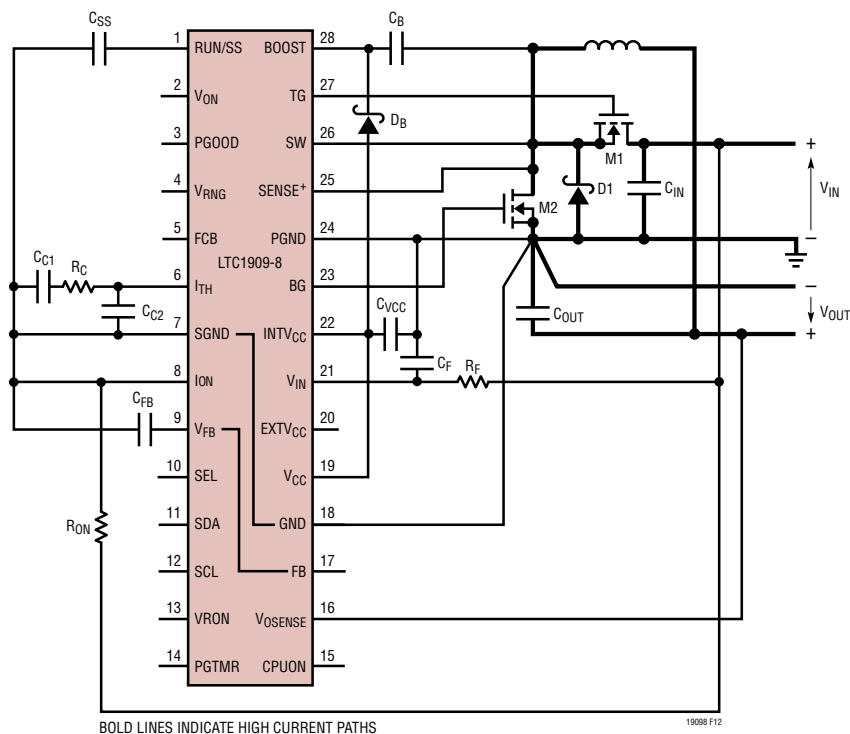 CSS
CB
1 RUN/SS BOOST 28
2 VON TG 27
DB
M1
3 PGOOD SW 26
+
4 VRNG SENSE+ 25
D1 CIN VIN
M2
5 FCB PGND 24
−
LTC1909-8
CC1 RC
6 ITH BG 23
−
CC2
CVCC
COUT
VOUT
7 SGND INTVCC 22
+
CF RF
8 ION VIN 21
CFB
9 VFB EXTVCC 20
10 SEL VCC 19
RON
11 SDA GND 18
12 SCL FB 17
13 VRON VOSENSE 16
14 PGTMR CPUON 15
BOLD LINES INDICATE HIGH CURRENT PATHS
19098 F12